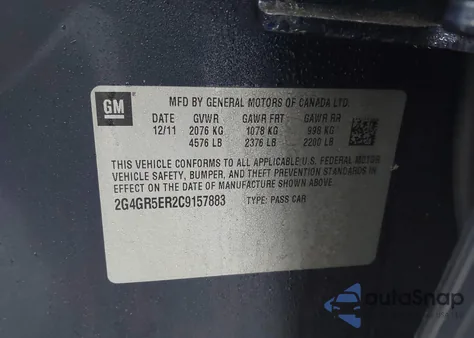 GM
MFD BY GENERAL MOTORS OF CANADA LTD.
DATE GVWR GAWR FRT GAWR RR
12/11 2076 KG 1078 KG 998 KG
4576 LB 2376 LB 2200 LB
THIS VEHICLE CONFORMS TO ALL APPLICABLE U.S. FEDERAL MOTOR
VEHICLE SAFETY, BUMPER, AND THEFT PREVENTION STANDARDS IN
EFFECT ON THE DATE OF MANUFACTURE SHOWN ABOVE.
2G4GR5ER2C9157883 TYPE: PASS CAR
autoSnap